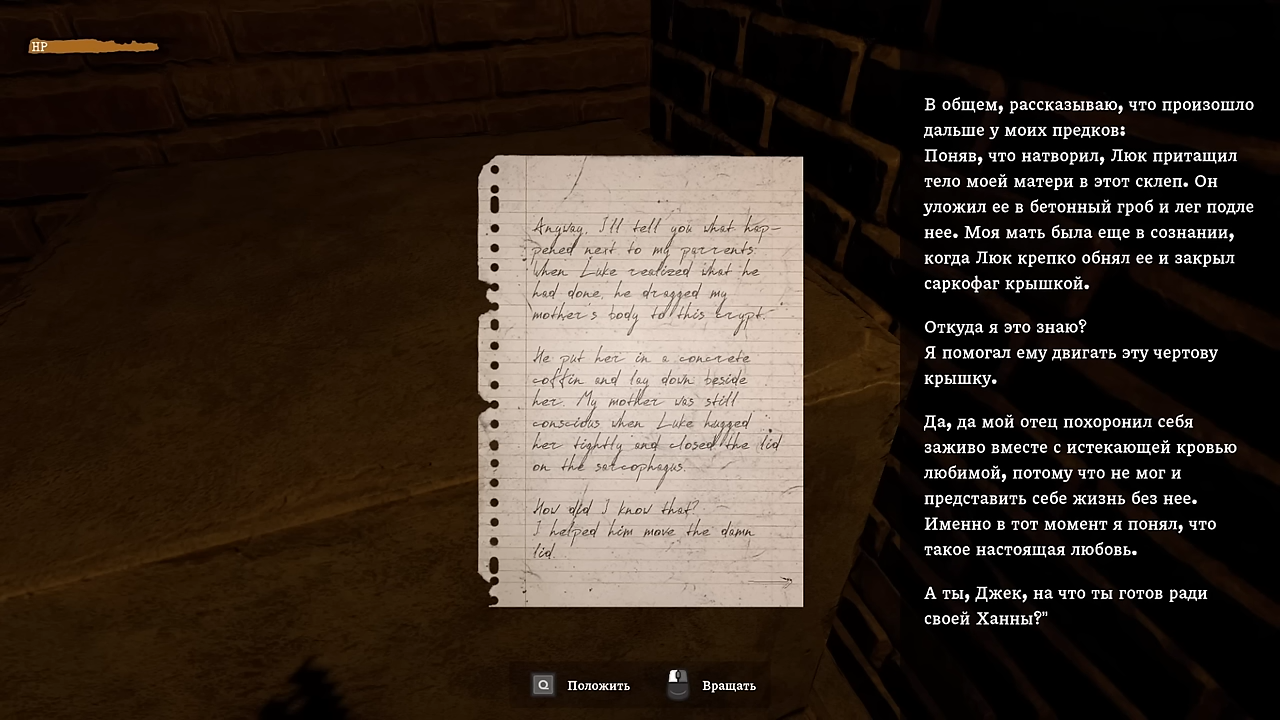 HP
Anyway, I'll tell you what hap-
pened next to my parrents.
When Luke realized what he
had done, he dragged my
mother's body to this crypt.
He put her in a concrete
coffin and lay down beside
her. My mother was still
conscious when Luke hugged
her tightly and closed the lid
on the sarcophagus.
How did I know that?
I helped him move the damn
lid.
В общем, рассказываю, что произошло
дальше у моих предков:
Поняв, что натворил, Люк притащил
тело моей матери в этот склеп. Он
уложил ее в бетонный гроб и лег подле
нее. Моя мать была еще в сознании,
когда Люк крепко обнял ее и закрыл
саркофаг крышкой.
Откуда я это знаю?
Я помогал ему двигать эту чертову
крышку.
Да, да мой отец похоронил себя
заживо вместе с истекающей кровью
любимой, потому что не мог и
представить себе жизнь без нее.
Именно в тот момент я понял, что
такое настоящая любовь.
А ты, Джек, на что ты готов ради
своей Ханны?"
Q Положить Вращать